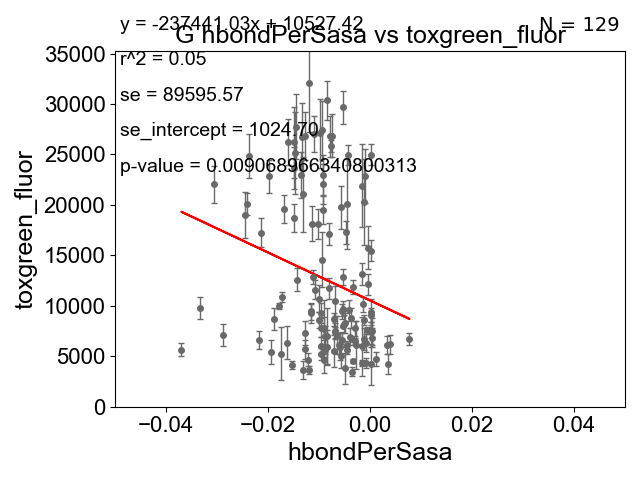 y = -237441.03x + 10527.42
N = 129
G hbondPerSasa vs toxgreen_fluor
r^2 = 0.05
se = 89595.57
se_intercept = 1024.70
p-value = 0.009068966340800313
toxgreen_fluor
35000
30000
25000
20000
15000
10000
5000
0
−0.04 −0.02 0.00 0.02 0.04
hbondPerSasa